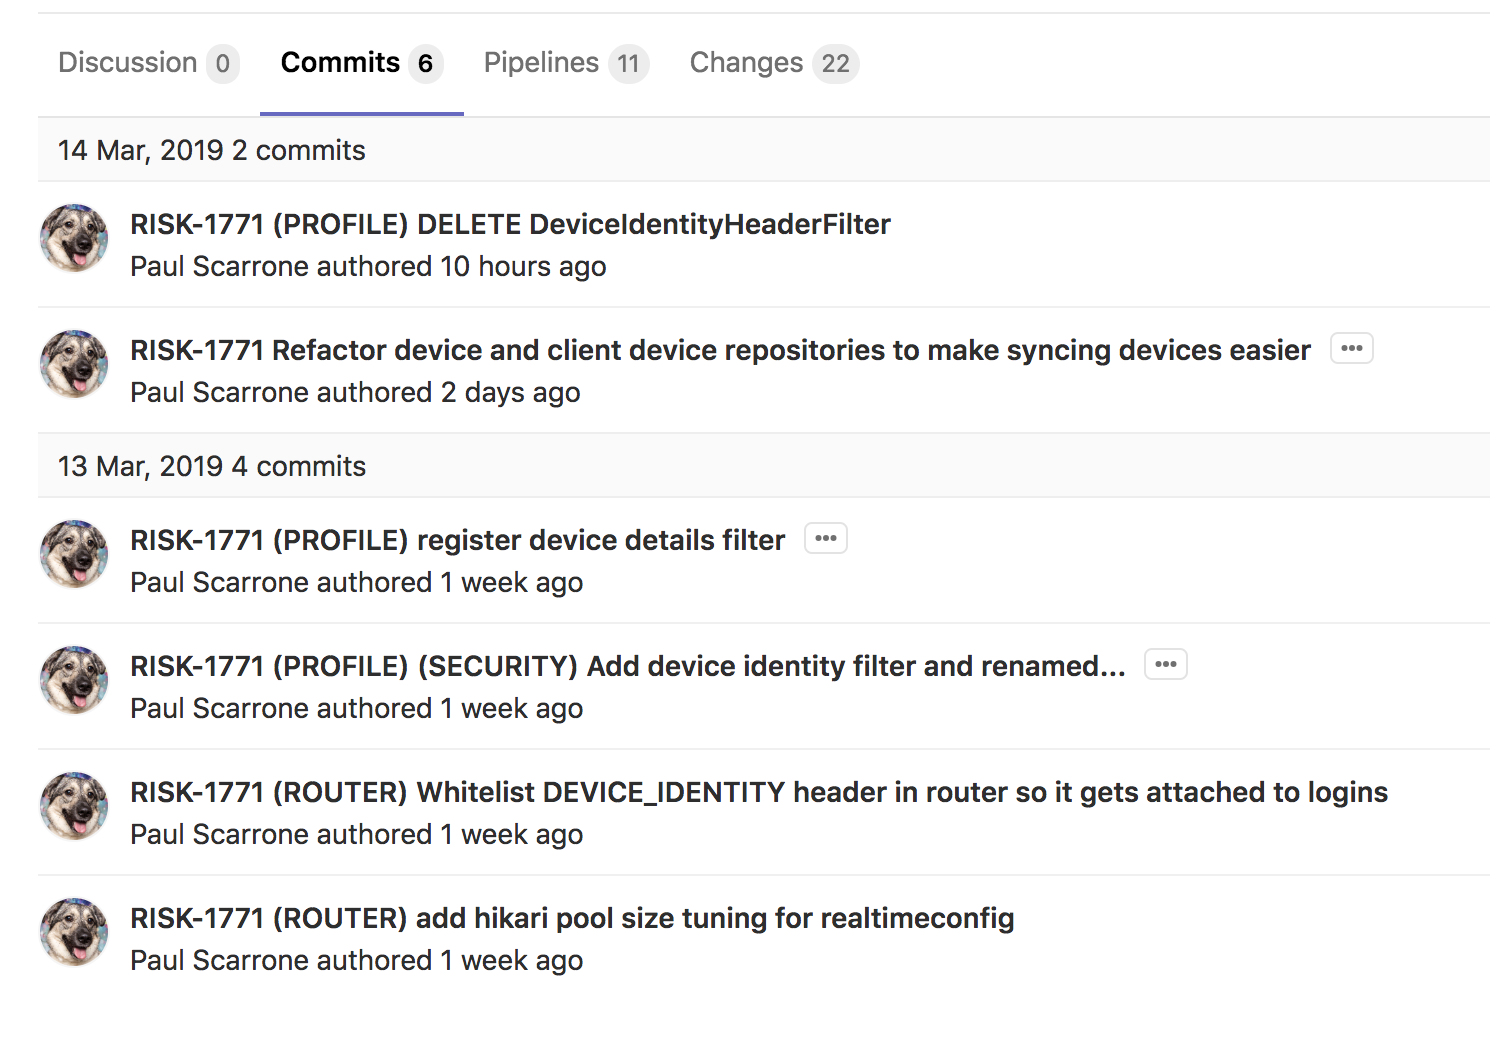 Discussion 0 Commits 6 Pipelines 11 Changes 22
14 Mar, 2019 2 commits
RISK-1771 (PROFILE) DELETE DeviceIdentityHeaderFilter
Paul Scarrone authored 10 hours ago
RISK-1771 Refactor device and client device repositories to make syncing devices easier •••
Paul Scarrone authored 2 days ago
13 Mar, 2019 4 commits
RISK-1771 (PROFILE) register device details filter •••
Paul Scarrone authored 1 week ago
RISK-1771 (PROFILE) (SECURITY) Add device identity filter and renamed... •••
Paul Scarrone authored 1 week ago
RISK-1771 (ROUTER) Whitelist DEVICE_IDENTITY header in router so it gets attached to logins
Paul Scarrone authored 1 week ago
RISK-1771 (ROUTER) add hikari pool size tuning for realtimeconfig
Paul Scarrone authored 1 week ago